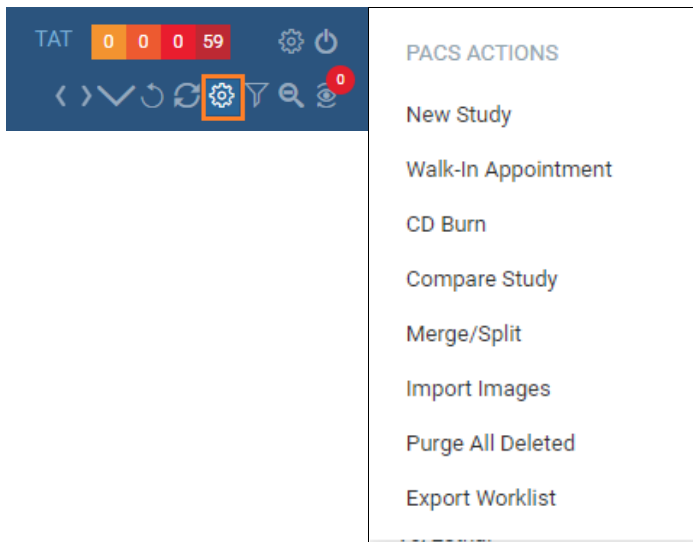 TAT 0 0 0 59
0
PACS ACTIONS
New Study
Walk-In Appointment
CD Burn
Compare Study
Merge/Split
Import Images
Purge All Deleted
Export Worklist